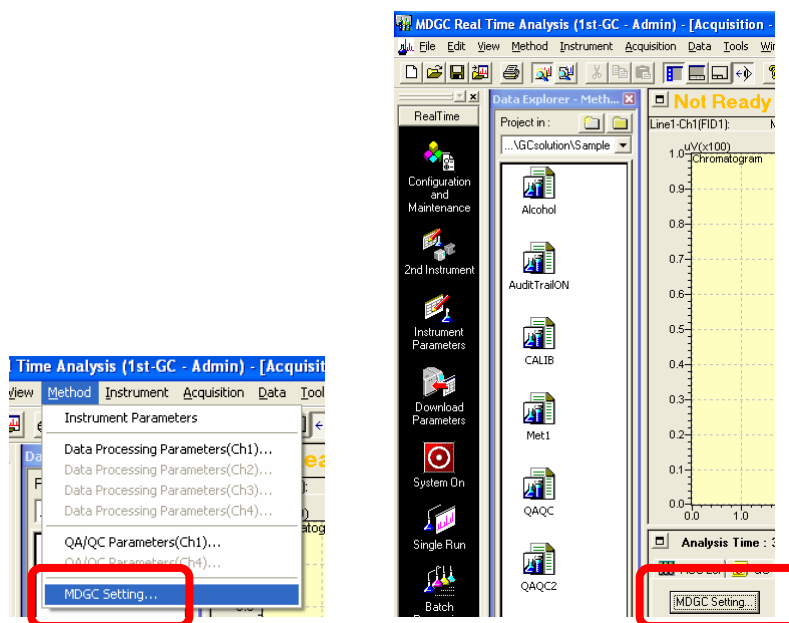 MDGC Real Time Analysis (1st-GC - Admin) - [Acquisition -
File Edit View Method Instrument Acquisition Data Tools
RealTime
Configuration
and
Maintenance
2nd Instrument
Instrument
Parameters
Download
Parameters
System On
Single Run
Batch
Data Explorer - Meth...
Project in :
...\GCsolution\Sample
Alcohol
AuditTrailON
CALIB
Met1
QAQC
QAQC2
Not Ready
Line1-Ch1(FID1):
uV(x100)
Chromatogram
1.0
0.9
0.8
0.7
0.6
0.5
0.4
0.3
0.2
0.1
0.0
0.0 1.0
Analysis Time : 3
MDGC Setting...
Time Analysis (1st-GC - Admin) - [Acquisit
View Method Instrument Acquisition Data Tool
Instrument Parameters
Data Processing Parameters(Ch1)...
Data Processing Parameters(Ch2)...
Data Processing Parameters(Ch3)...
Data Processing Parameters(Ch4)...
QA/QC Parameters(Ch1)...
QA/QC Parameters(Ch4)...
MDGC Setting...